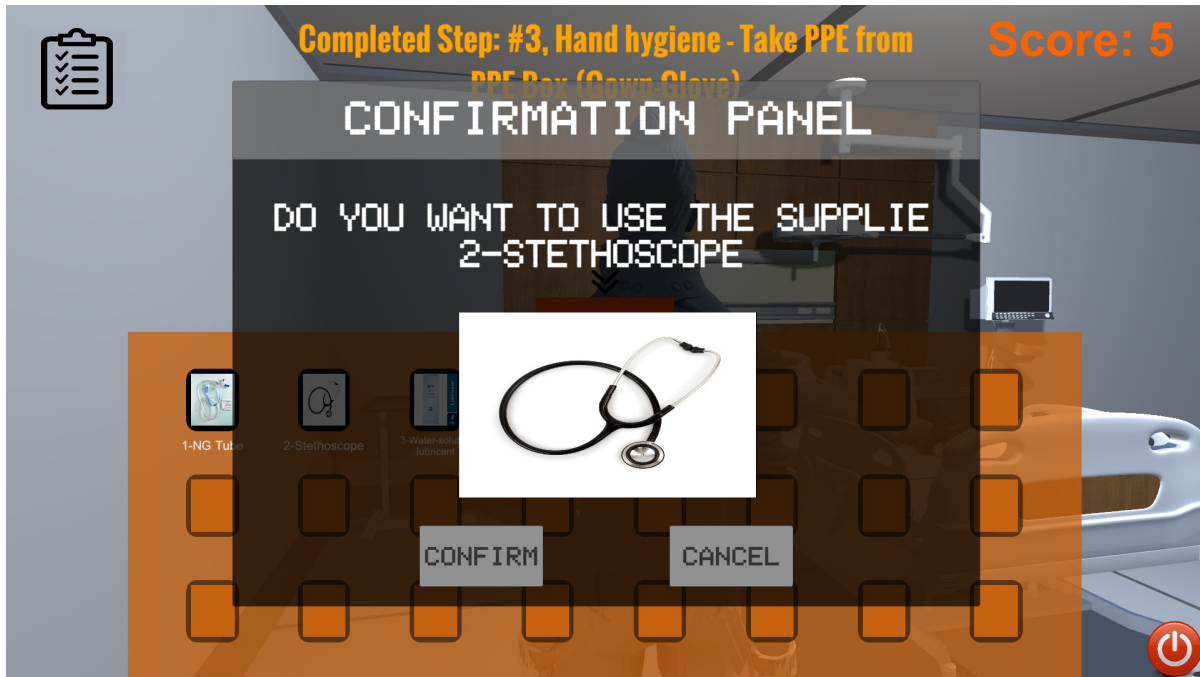 Completed Step: #3, Hand hygiene - Take PPE from
PPE Box (Gown-Glove)
Score: 5
CONFIRMATION PANEL
DO YOU WANT TO USE THE SUPPLIE
2-STETHOSCOPE
1-NG Tube
2-Stethoscope
3-Water-solu
lubricant
CONFIRM
CANCEL